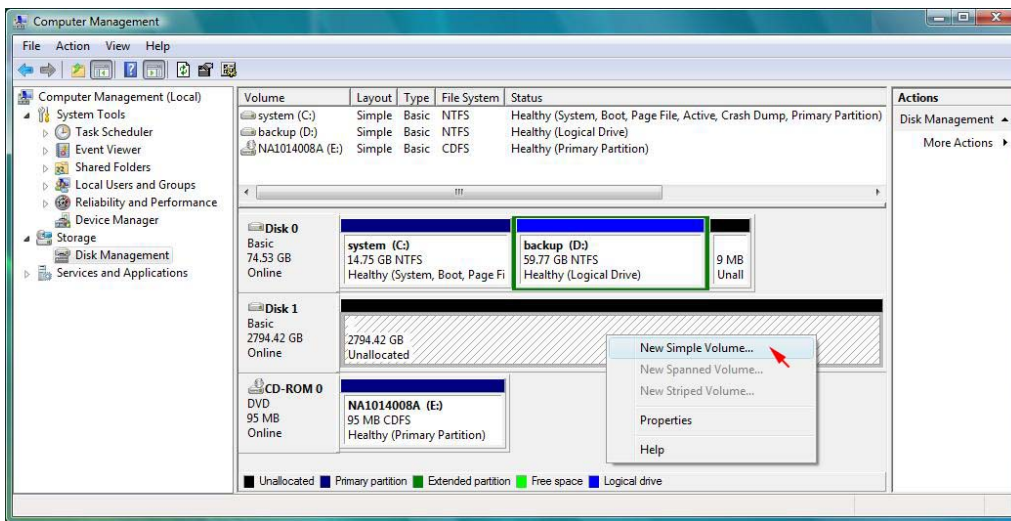 Computer Management
File Action View Help
Computer Management (Local)
System Tools
Task Scheduler
Event Viewer
Shared Folders
Local Users and Groups
Reliability and Performance
Device Manager
Storage
Disk Management
Services and Applications
Volume Layout Type File System Status
system (C:) Simple Basic NTFS Healthy (System, Boot, Page File, Active, Crash Dump, Primary Partition)
backup (D:) Simple Basic NTFS Healthy (Logical Drive)
NA1014008A (E:) Simple Basic CDFS Healthy (Primary Partition)
Disk 0
Basic
74.53 GB
Online
system (C:)
14.75 GB NTFS
Healthy (System, Boot, Page Fi
backup (D:)
59.77 GB NTFS
Healthy (Logical Drive)
9 MB
Unall
Disk 1
Basic
2794.42 GB
Online
2794.42 GB
Unallocated
CD-ROM 0
DVD
95 MB
Online
NA1014008A (E:)
95 MB CDFS
Healthy (Primary Partition)
New Simple Volume...
New Spanned Volume...
New Striped Volume...
Properties
Help
Unallocated Primary partition Extended partition Free space Logical drive
Actions
Disk Management
More Actions